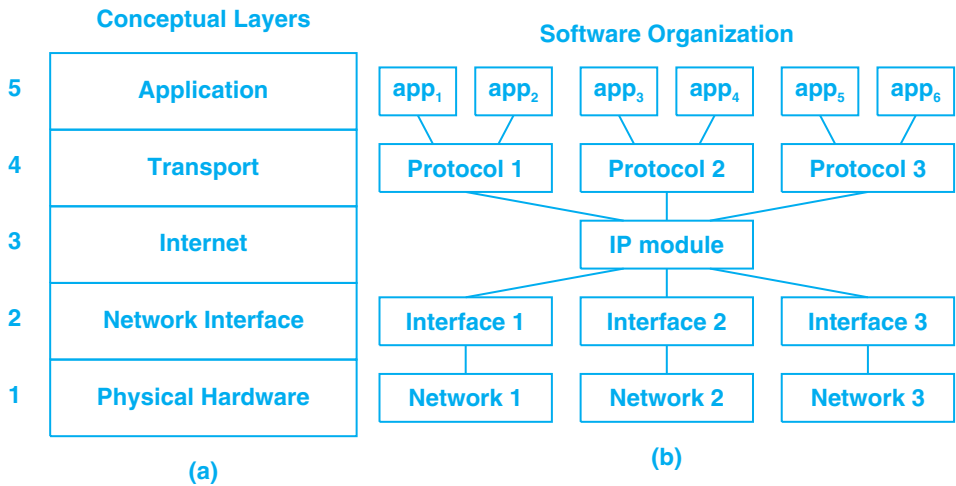 Conceptual Layers
Software Organization
5 Application app1 app2 app3 app4 app5 app6
4 Transport Protocol 1 Protocol 2 Protocol 3
3 Internet IP module
2 Network Interface Interface 1 Interface 2 Interface 3
1 Physical Hardware Network 1 Network 2 Network 3
(a) (b)